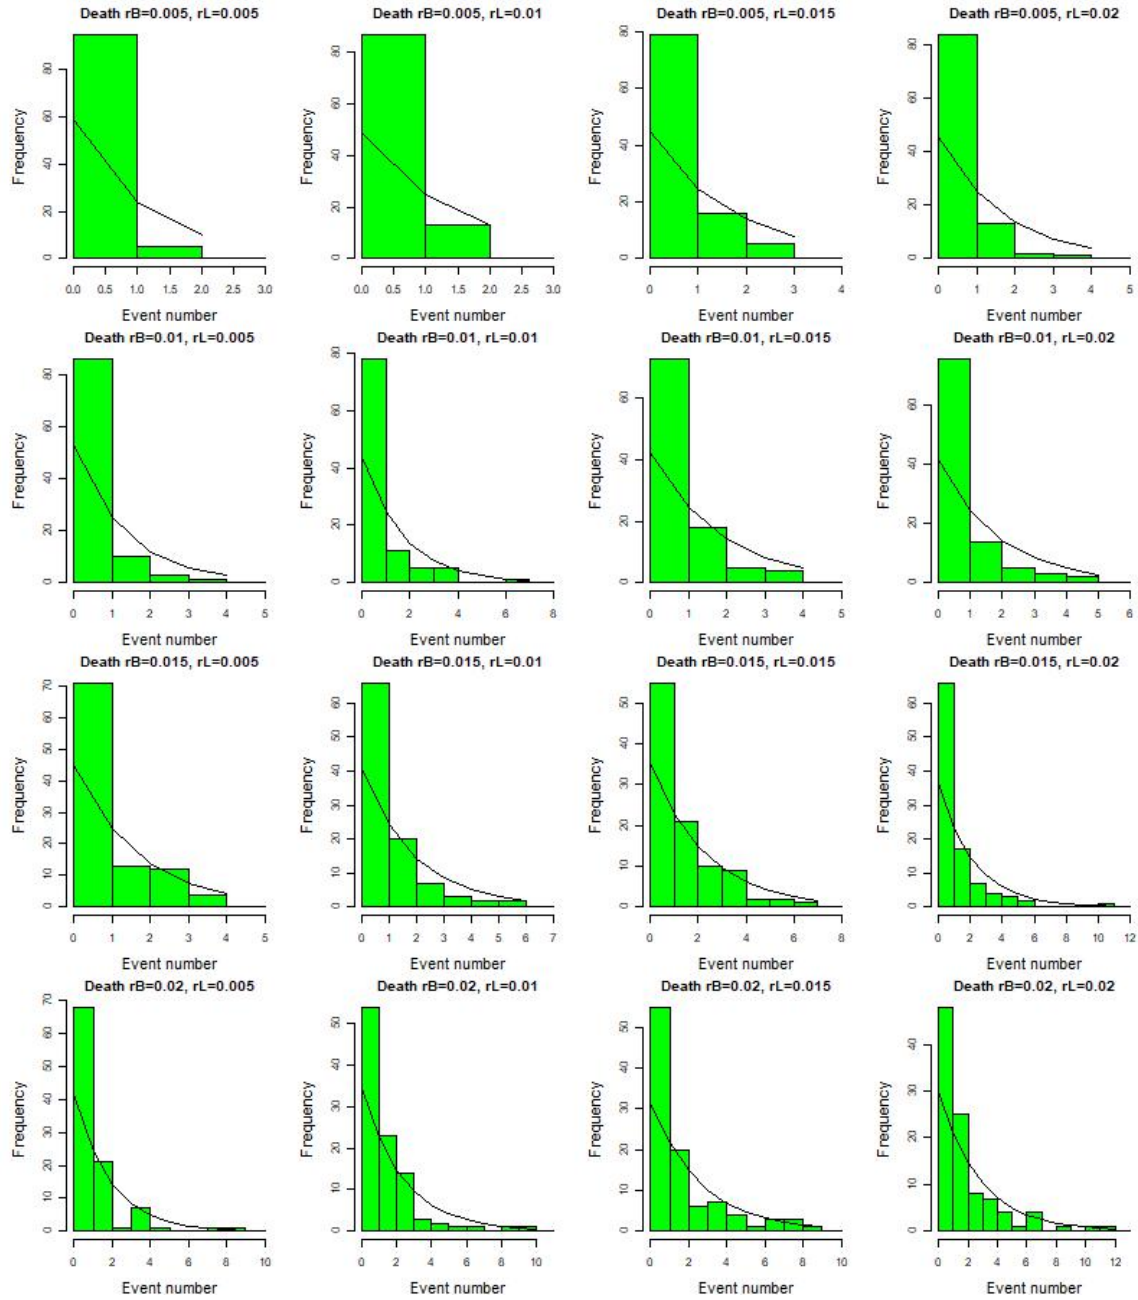 Death rB=0.005, rL=0.005
Death rB=0.005, rL=0.01
Death rB=0.005, rL=0.015
Death rB=0.005, rL=0.02
Frequency
0 20 40 60 80
0.0 0.5 1.0 1.5 2.0 2.5 3.0
Event number
Frequency
0 20 40 60 80
0.0 0.5 1.0 1.5 2.0 2.5 3.0
Event number
Frequency
0 20 40 60 80
0 1 2 3 4
Event number
Frequency
0 20 40 60 80
0 1 2 3 4 5
Event number
Death rB=0.01, rL=0.005
Death rB=0.01, rL=0.01
Death rB=0.01, rL=0.015
Death rB=0.01, rL=0.02
Frequency
0 20 40 60 80
0 1 2 3 4 5
Event number
Frequency
0 20 40 60 80
0 2 4 6 8
Event number
Frequency
0 20 40 60
0 1 2 3 4 5
Event number
Frequency
0 20 40 60
0 1 2 3 4 5 6
Event number
Death rB=0.015, rL=0.005
Death rB=0.015, rL=0.01
Death rB=0.015, rL=0.015
Death rB=0.015, rL=0.02
Frequency
0 10 20 30 40 50 60 70
0 1 2 3 4 5
Event number
Frequency
0 10 20 30 40 50 60
0 1 2 3 4 5 6 7
Event number
Frequency
0 10 20 30 40 50
0 2 4 6 8
Event number
Frequency
0 10 20 30 40 50 60
0 2 4 6 8 10 12
Event number
Death rB=0.02, rL=0.005
Death rB=0.02, rL=0.01
Death rB=0.02, rL=0.015
Death rB=0.02, rL=0.02
Frequency
0 10 20 30 40 50 60 70
0 2 4 6 8 10
Event number
Frequency
0 10 20 30 40 50
0 2 4 6 8 10
Event number
Frequency
0 10 20 30 40 50
0 2 4 6 8 10
Event number
Frequency
0 10 20 30 40
0 2 4 6 8 10 12
Event number